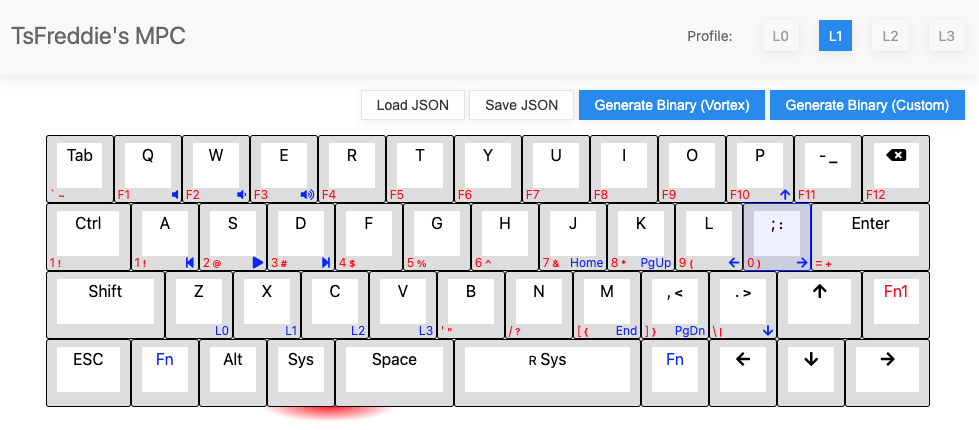 TsFreddie's MPC Profile: L0 L1 L2 L3
Load JSON Save JSON Generate Binary (Vortex) Generate Binary (Custom)
Tab Q W E R T Y U I O P - _
` ~ F1 F2 F3 F4 F5 F6 F7 F8 F9 F10 F11 F12
Ctrl A S D F G H J K L ; : Enter
1 ! 1 ! 2 @ 3 # 4 $ 5 % 6 ^ 7 & Home 8 * PgUp 9 ( 0 ) = +
Shift Z X C V B N M , < . > Fn1
L0 L1 L2 L3 ' " / ? [ { End ] } PgDn \ |
ESC Fn Alt Sys Space R Sys Fn